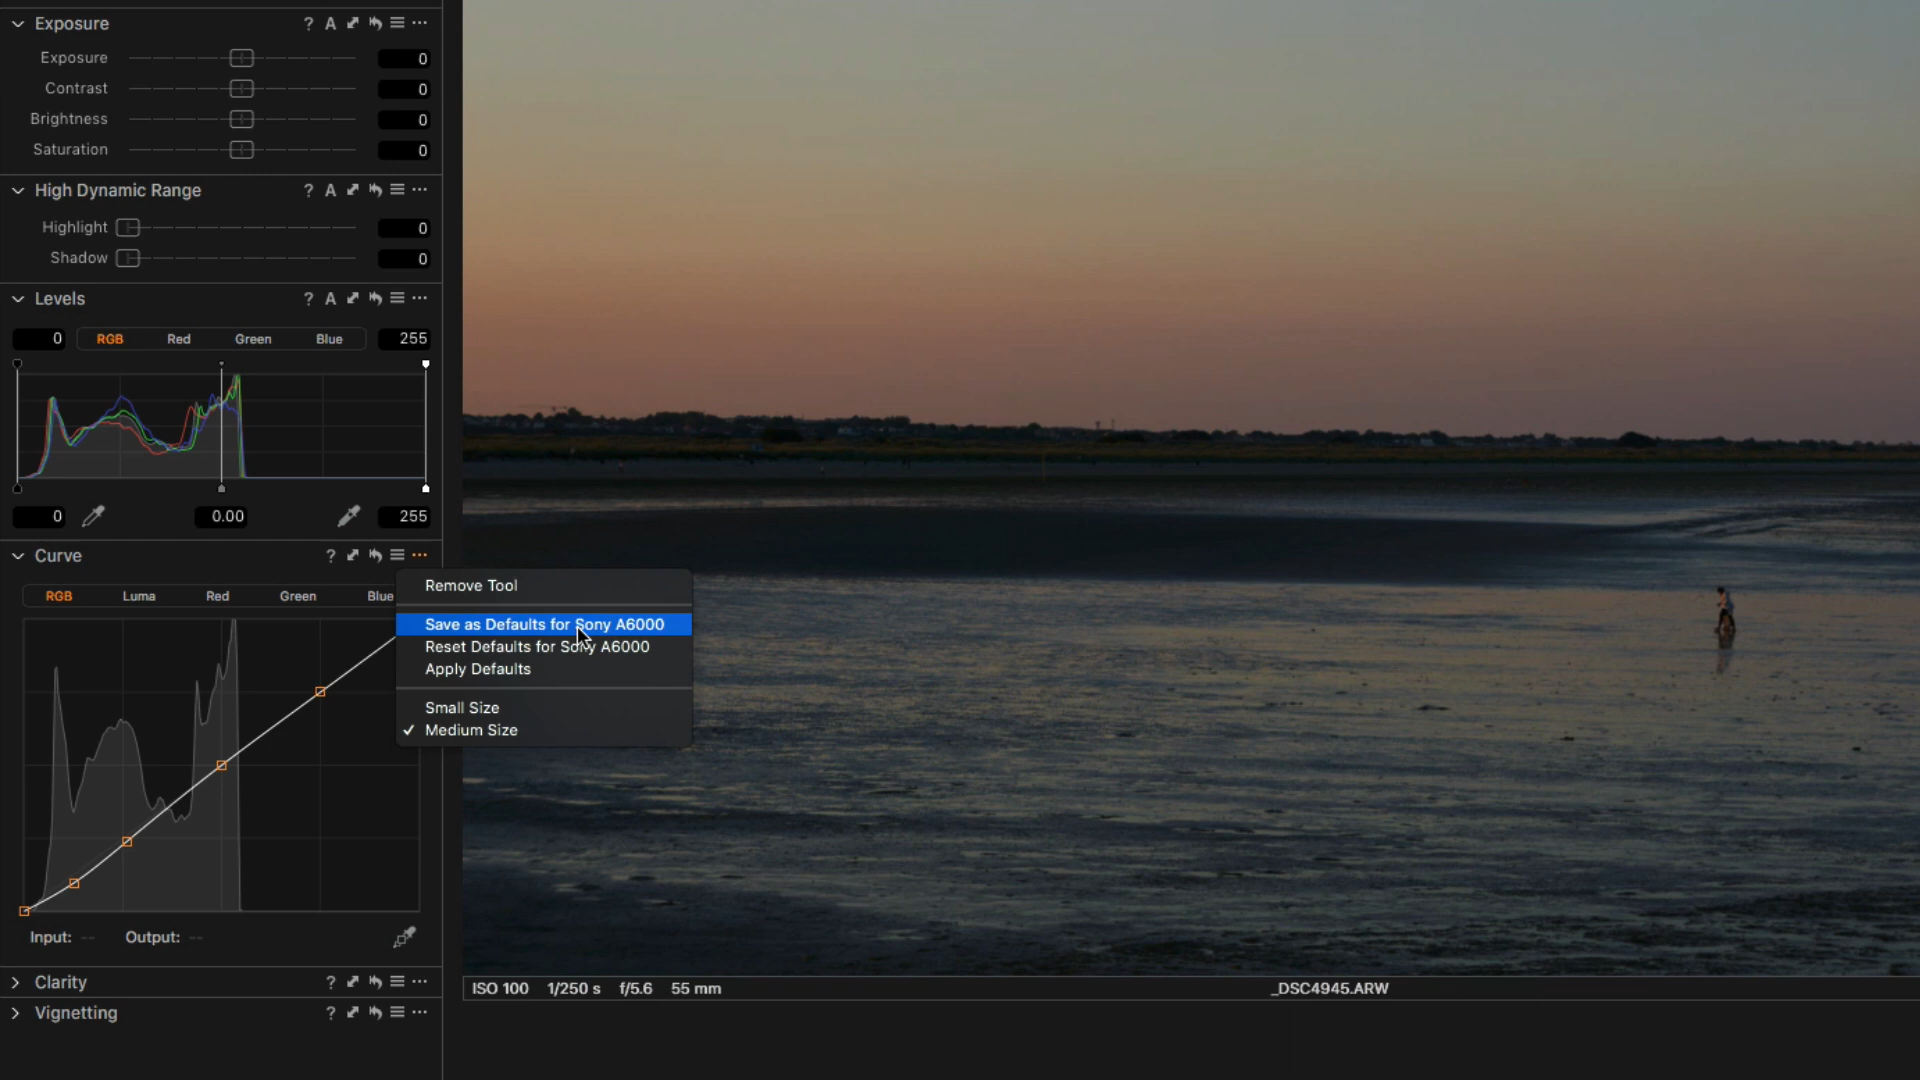 Exposure ? A
Exposure 0
Contrast 0
Brightness 0
Saturation 0
High Dynamic Range ? A
Highlight 0
Shadow 0
Levels ? A
0 RGB Red Green Blue 255
0 0.00 255
Curve ?
RGB Luma Red Green Blue
Remove Tool
Save as Defaults for Sony A6000
Reset Defaults for Sony A6000
Apply Defaults
Small Size
✓ Medium Size
Input: -- Output: --
Clarity ?
ISO 100 1/250 s f/5.6 55 mm _DSC4945.ARW
Vignetting ?